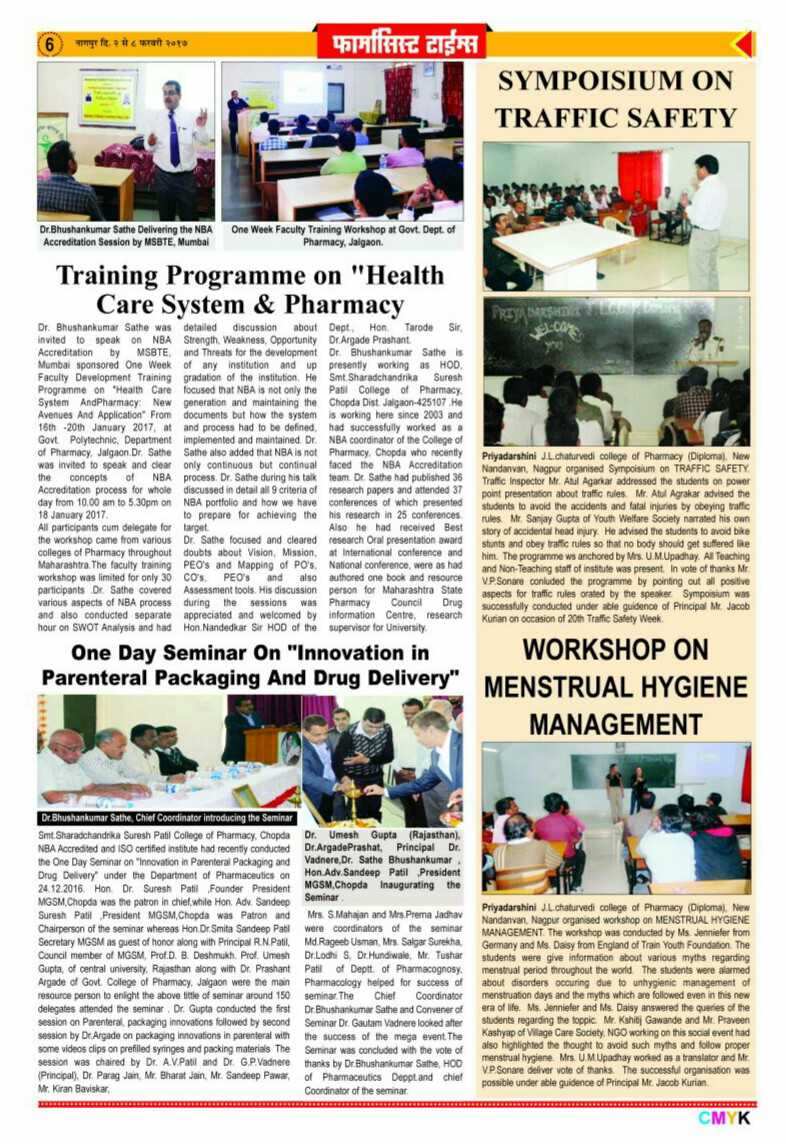 6
नागपुर दि. २ से ८ फरवरी २०१७
फार्मासिस्ट टाईम्स
Dr.Bhushankumar Sathe Delivering the NBA
Accreditation Session by MSBTE, Mumbai
One Week Faculty Training Workshop at Govt. Dept. of
Pharmacy, Jalgaon.
Training Programme on "Health
Care System & Pharmacy
Dr. Bhushankumar Sathe was
invited to speak on NBA
Accreditation by MSBTE,
Mumbai sponsored One Week
Faculty Development Training
Programme on "Health Care
System AndPharmacy: New
Avenues And Application" From
16th -20th January 2017, at
Govt. Polytechnic, Department
of Pharmacy, Jalgaon.Dr. Sathe
was invited to speak and clear
the concepts of NBA
Accreditation process for whole
day from 10.00 am to 5.30pm on
18 January 2017.
All participants cum delegate for
the workshop came from various
colleges of Pharmacy throughout
Maharashtra.The faculty training
workshop was limited for only 30
participants .Dr. Sathe covered
various aspects of NBA process
and also conducted separate
hour on SWOT Analysis and had
detailed discussion about
Strength, Weakness, Opportunity
and Threats for the development
of any institution and up
gradation of the institution. He
focused that NBA is not only the
generation and maintaining the
documents but how the system
and process had to be defined,
implemented and maintained. Dr.
Sathe also added that NBA is not
only continuous but continual
process. Dr. Sathe during his talk
discussed in detail all 9 criteria of
NBA portfolio and how we have
to prepare for achieving the
target.
Dr. Sathe focused and cleared
doubts about Vision, Mission,
PEO's and Mapping of PO's,
CO's, PEO's and also
Assessment tools. His discussion
during the sessions was
appreciated and welcomed by
Hon.Nandedkar Sir HOD of the
Dept., Hon. Tarode Sir,
Dr.Argade Prashant.
Dr. Bhushankumar Sathe is
presently working as HOD,
Smt.Sharadchandrika Suresh
Patil College of Pharmacy,
Chopda Dist. Jalgaon-425107 .He
is working here since 2003 and
had successfully worked as a
NBA coordinator of the College of
Pharmacy, Chopda who recently
faced the NBA Accreditation
team. Dr. Sathe had published 36
research papers and attended 37
conferences of which presented
his research in 25 conferences.
Also he had received Best
research Oral presentation award
at International conference and
National conference, were as had
authored one book and resource
person for Maharashtra State
Pharmacy Council Drug
information Centre, research
supervisor for University.
One Day Seminar On "Innovation in
Parenteral Packaging And Drug Delivery"
Dr.Bhushankumar Sathe, Chief Coordinator introducing the Seminar
Smt.Sharadchandrika Suresh Patil College of Pharmacy, Chopda
NBA Accredited and ISO certified institute had recently conducted
the One Day Seminar on "Innovation in Parenteral Packaging and
Drug Delivery" under the Department of Pharmaceutics on
24.12.2016. Hon. Dr. Suresh Patil ,Founder President
MGSM,Chopda was the patron in chief,while Hon. Adv. Sandeep
Suresh Patil ,President MGSM,Chopda was Patron and
Chairperson of the seminar whereas Hon.Dr.Smita Sandeep Patil
Secretary MGSM as guest of honor along with Principal R.N.Patil,
Council member of MGSM, Prof.D. B. Deshmukh. Prof. Umesh
Gupta, of central university, Rajasthan along with Dr. Prashant
Argade of Govt. College of Pharmacy, Jalgaon were the main
resource person to enlight the above tittle of seminar around 150
delegates attended the seminar . Dr. Gupta conducted the first
session on Parenteral, packaging innovations followed by second
session by Dr.Argade on packaging innovations in parenteral with
some videos clips on prefilled syringes and packing materials The
session was chaired by Dr. A.V.Patil and Dr. G.P.Vadnere
(Principal), Dr. Parag Jain, Mr. Bharat Jain, Mr. Sandeep Pawar,
Mr. Kiran Baviskar,
Dr. Umesh Gupta (Rajasthan),
Dr.ArgadePrashat, Principal Dr.
Vadnere,Dr. Sathe Bhushankumar ,
Hon.Adv.Sandeep Patil ,President
MGSM,Chopda Inaugurating the
Seminar .
Mrs. S.Mahajan and Mrs.Prerna Jadhav
were coordinators of the seminar
Md.Rageeb Usman, Mrs. Salgar Surekha,
Dr.Lodhi S, Dr.Hundiwale, Mr. Tushar
Patil of Deptt. of Pharmacognosy,
Pharmacology helped for success of
seminar.The Chief Coordinator
Dr.Bhushankumar Sathe and Convener of
Seminar Dr. Gautam Vadnere looked after
the success of the mega event.The
Seminar was concluded with the vote of
thanks by Dr.Bhushankumar Sathe, HOD
of Pharmaceutics Deppt.and chief
Coordinator of the seminar.
SYMPOISIUM ON
TRAFFIC SAFETY
PRIYADARSHINI J.L.
WEL-COME
YOU
Priyadarshini J.L.chaturvedi college of Pharmacy (Diploma), New
Nandanvan, Nagpur organised Sympoisium on TRAFFIC SAFETY.
Traffic Inspector Mr. Atul Agarkar addressed the students on power
point presentation about traffic rules. Mr. Atul Agrakar advised the
students to avoid the accidents and fatal injuries by obeying traffic
rules. Mr. Sanjay Gupta of Youth Welfare Society narrated his own
story of accidental head injury. He advised the students to avoid bike
stunts and obey traffic rules so that no body should get suffered like
him. The programme ws anchored by Mrs. U.M.Upadhay. All Teaching
and Non-Teaching staff of institute was present. In vote of thanks Mr.
V.P.Sonare conluded the programme by pointing out all positive
aspects for traffic rules orated by the speaker. Sympoisium was
successfully conducted under able guidence of Principal Mr. Jacob
Kurian on occasion of 20th Traffic Safety Week.
WORKSHOP ON
MENSTRUAL HYGIENE
MANAGEMENT
Priyadarshini J.L.chaturvedi college of Pharmacy (Diploma), New
Nandanvan, Nagpur organised workshop on MENSTRUAL HYGIENE
MANAGEMENT. The workshop was conducted by Ms. Jenniefer from
Germany and Ms. Daisy from England of Train Youth Foundation. The
students were give information about various myths regarding
menstrual period throughout the world. The students were alarmed
about disorders occuring due to unhygienic management of
menstruation days and the myths which are followed even in this new
era of life. Ms. Jenniefer and Ms. Daisy answered the queries of the
students regarding the toppic. Mr. Kshitij Gawande and Mr. Praveen
Kashyap of Village Care Society, NGO working on this social event had
also highlighted the thought to avoid such myths and follow proper
menstrual hygiene. Mrs. U.M.Upadhay worked as a translator and Mr.
V.P.Sonare deliver vote of thanks. The successful organisation was
possible under able guidence of Principal Mr. Jacob Kurian.
CMYK